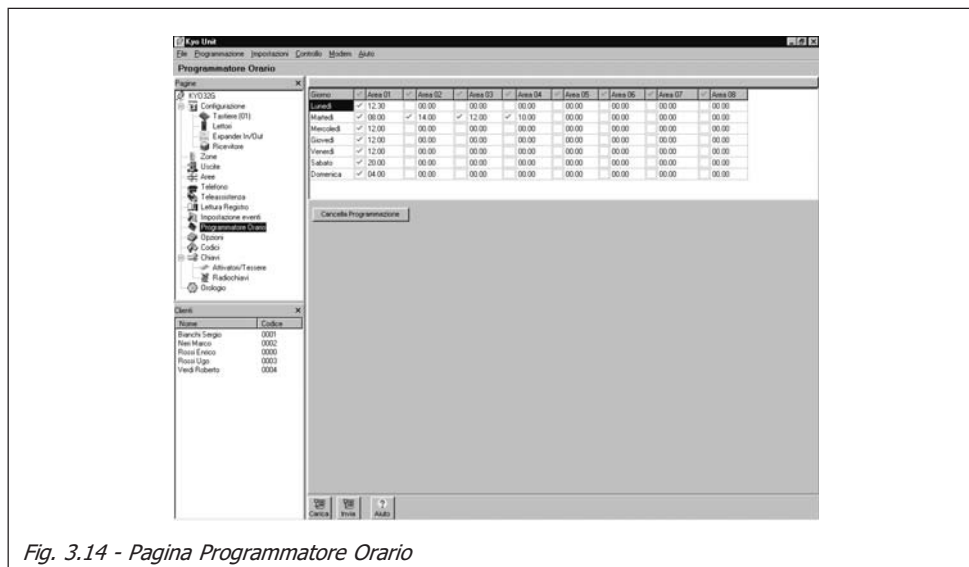 Kyo Unit
File Programmazione Impostazioni Controllo Modem Aiuto
Programmatore Orario
Pagine
KYO32G
Configurazione
Tastiere (01)
Lettori
Expander In/Out
Ricevitore
Zone
Uscite
Aree
Telefono
Teleassistenza
Lettura Registro
Impostazione eventi
Programmatore Orario
Opzioni
Codici
Chiavi
Attivatori/Tessere
Radiochiavi
Orologio
Clienti
Nome Codice
Bianchi Sergio 0001
Neri Marco 0002
Rossi Enrico 0000
Rossi Ugo 0003
Verdi Roberto 0004
Giorno Area 01 Area 02 Area 03 Area 04 Area 05 Area 06 Area 07 Area 08
Lunedì 12.30 00.00 00.00 00.00 00.00 00.00 00.00 00.00
Martedì 08.00 14.00 12.00 10.00 00.00 00.00 00.00 00.00
Mercoledì 12.00 00.00 00.00 00.00 00.00 00.00 00.00 00.00
Giovedì 12.00 00.00 00.00 00.00 00.00 00.00 00.00 00.00
Venerdì 12.00 00.00 00.00 00.00 00.00 00.00 00.00 00.00
Sabato 20.00 00.00 00.00 00.00 00.00 00.00 00.00 00.00
Domenica 04.00 00.00 00.00 00.00 00.00 00.00 00.00 00.00
Cancella Programmazione
Carica Invia Aiuto
Fig. 3.14 - Pagina Programmatore Orario